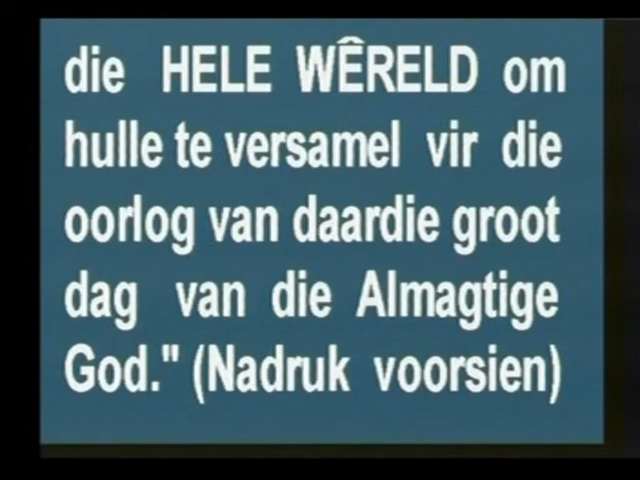 die HELE WÊRELD om
hulle te versamel vir die
oorlog van daardie groot
dag van die Almagtige
God." (Nadruk voorsien)